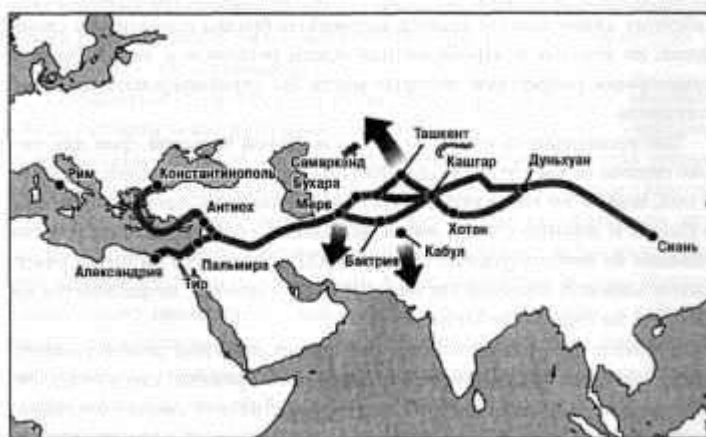 Ташкент
Самарканд
Кашгар
Дуньхуан
Рим
Константинополь
Бухара
Мерв
Антиох
Хотан
Сиань
Александрия
Пальмира
Бактрия
Кабул
Тир